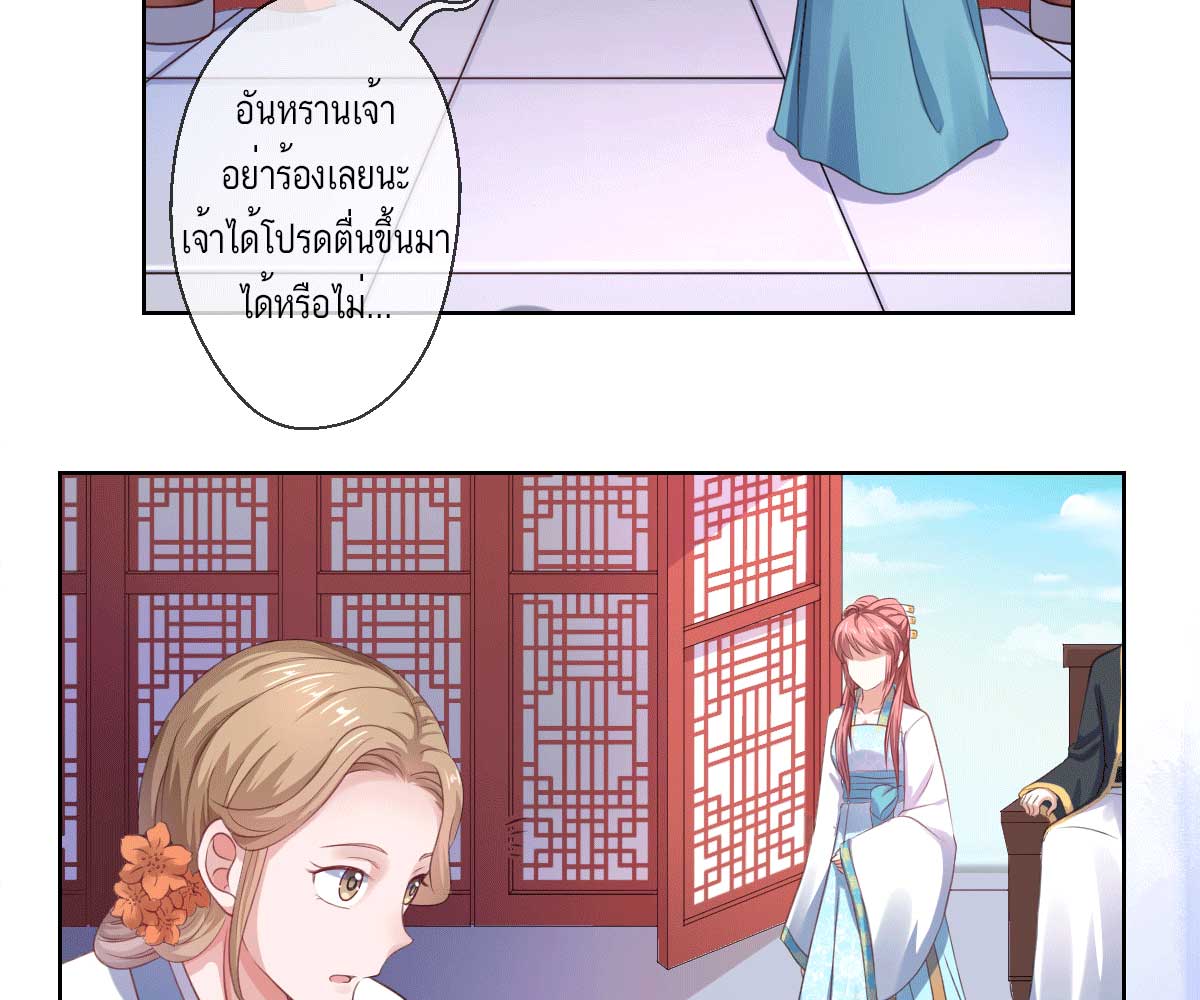 อันหรานเจ้า
อย่าร้องเลยนะ
เจ้าได้โปรดตื่นขึ้นมา
ได้หรือไม่...